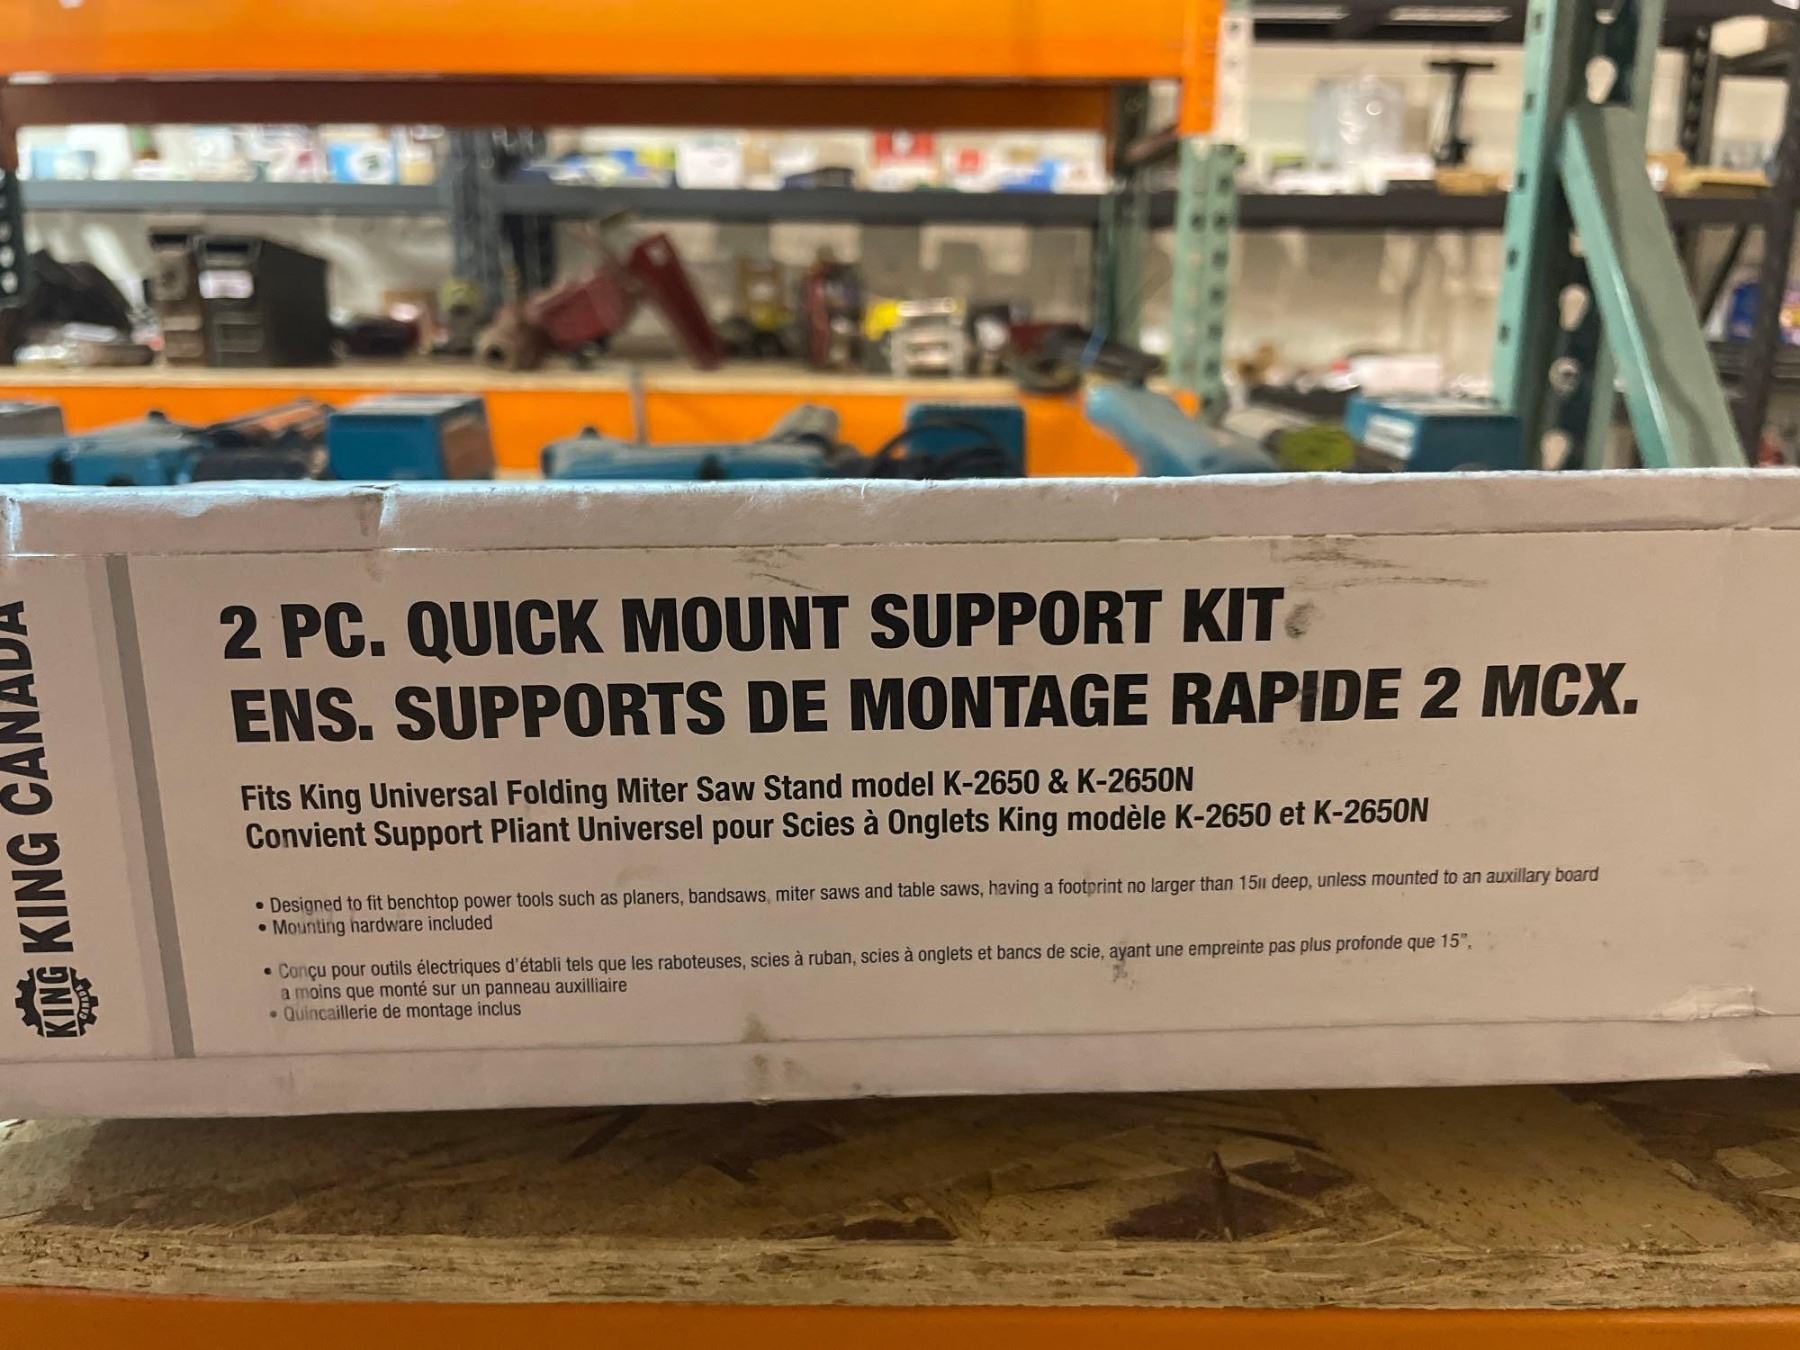 KING CANADA
KING
CANADA
2 PC. QUICK MOUNT SUPPORT KIT
ENS. SUPPORTS DE MONTAGE RAPIDE 2 MCX.
Fits King Universal Folding Miter Saw Stand model K-2650 & K-2650N
Convient Support Pliant Universel pour Scies à Onglets King modèle K-2650 et K-2650N
• Designed to fit benchtop power tools such as planers, bandsaws, miter saws and table saws, having a footprint no larger than 15ıı deep, unless mounted to an auxillary board
• Mounting hardware included
• Conçu pour outils électriques d'établi tels que les raboteuses, scies à ruban, scies à onglets et bancs de scie, ayant une empreinte pas plus profonde que 15",
a moins que monté sur un panneau auxilliaire
• Quincaillerie de montage inclus